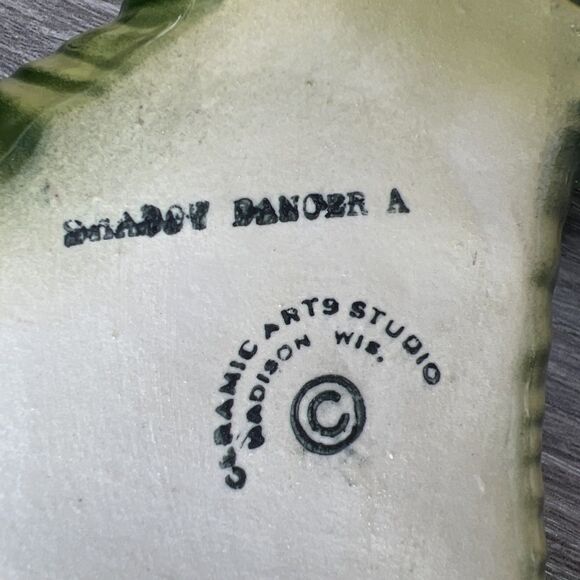 SHADOW DANCER A
CERAMIC ARTS STUDIO
MADISON WIS.
©